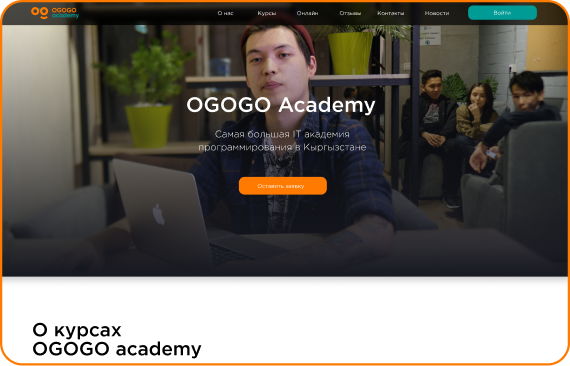 OGOGO
academy
О нас
Курсы
Онлайн
Отзывы
Контакты
Новости
Войти
OGOGO Academy
Самая большая IT академия
программирования в Кыргызстане
Оставить заявку
О курсах
OGOGO academy